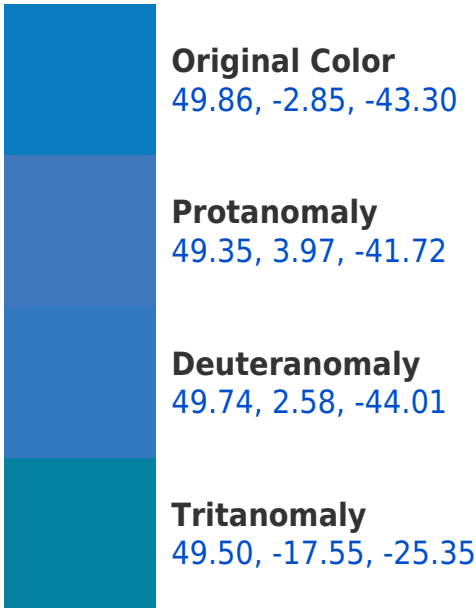 Original Color
49.86, -2.85, -43.30
Protanomaly
49.35, 3.97, -41.72
Deuteranomaly
49.74, 2.58, -44.01
Tritanomaly
49.50, -17.55, -25.35